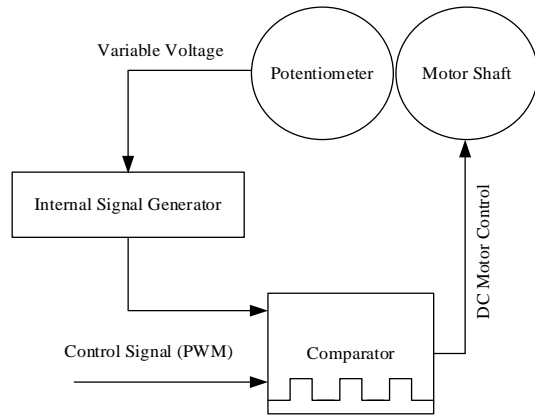 Variable Voltage
Potentiometer
Motor Shaft
Internal Signal Generator
DC Motor Control
Control Signal (PWM)
Comparator